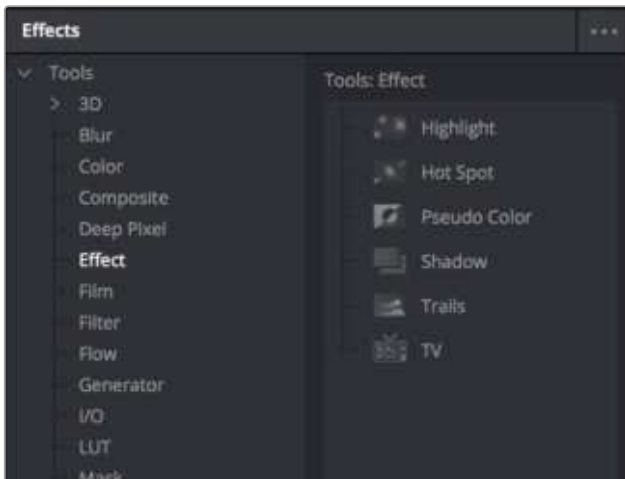 Effects
Tools
3D
Blur
Color
Composite
Deep Pixel
Effect
Film
Filter
Flow
Generator
I/O
LUT
Mask
Tools: Effect
Highlight
Hot Spot
Pseudo Color
Shadow
Trails
TV